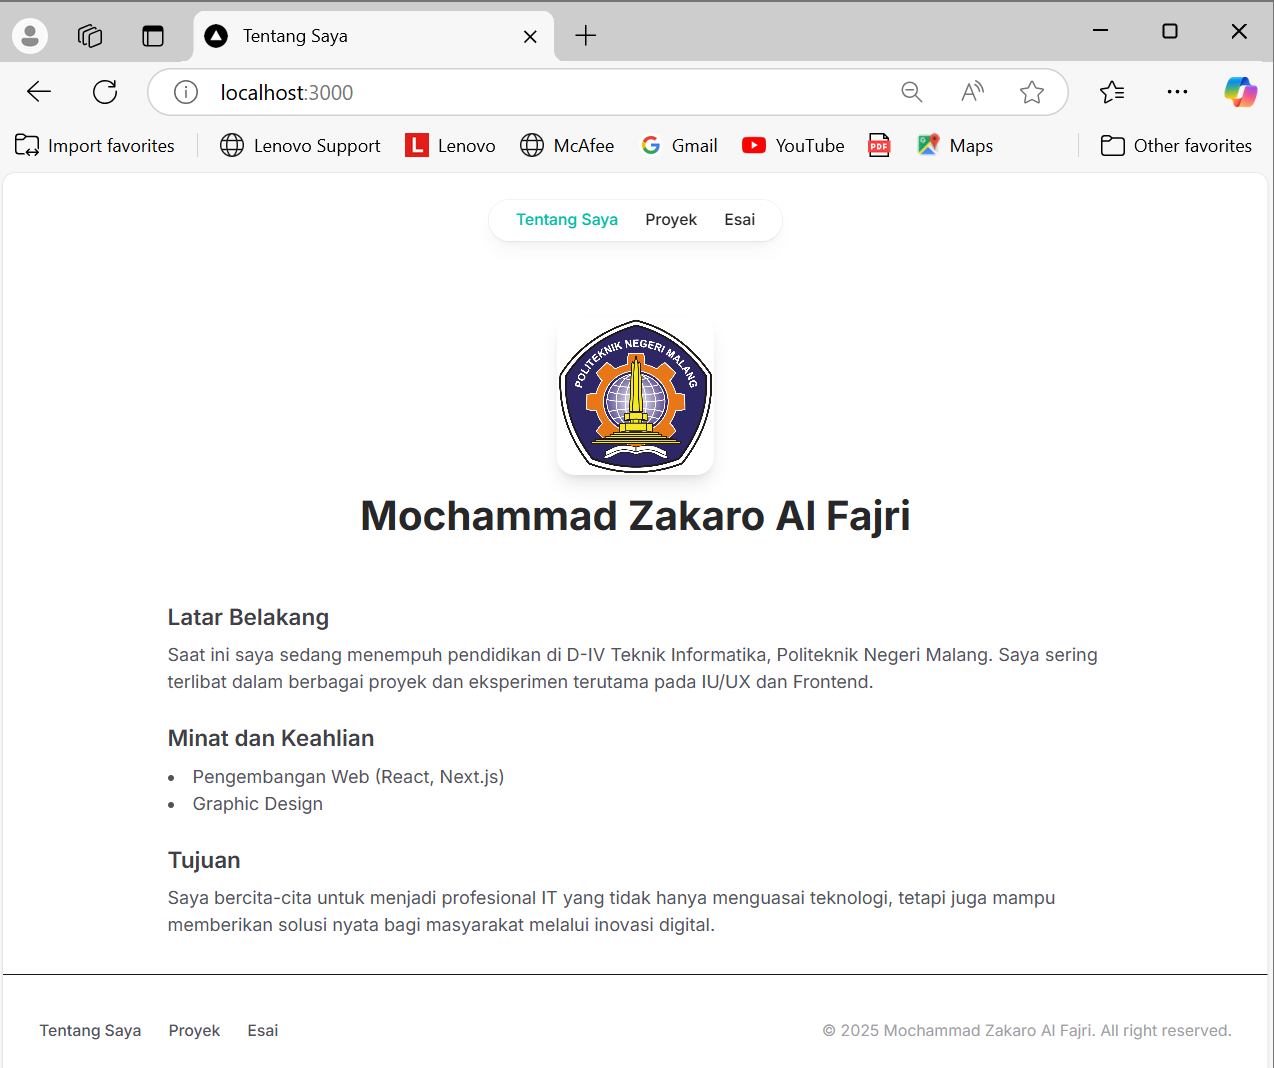 Tentang Saya
localhost:3000
Import favorites
Lenovo Support
L Lenovo
McAfee
Gmail
YouTube
PDF
Maps
Other favorites
Tentang Saya Proyek Esai
POLITEKNIK NEGERI MALANG
Mochammad Zakaro Al Fajri
Latar Belakang
Saat ini saya sedang menempuh pendidikan di D-IV Teknik Informatika, Politeknik Negeri Malang. Saya sering
terlibat dalam berbagai proyek dan eksperimen terutama pada IU/UX dan Frontend.
Minat dan Keahlian
• Pengembangan Web (React, Next.js)
• Graphic Design
Tujuan
Saya bercita-cita untuk menjadi profesional IT yang tidak hanya menguasai teknologi, tetapi juga mampu
memberikan solusi nyata bagi masyarakat melalui inovasi digital.
Tentang Saya Proyek Esai
© 2025 Mochammad Zakaro Al Fajri. All right reserved.